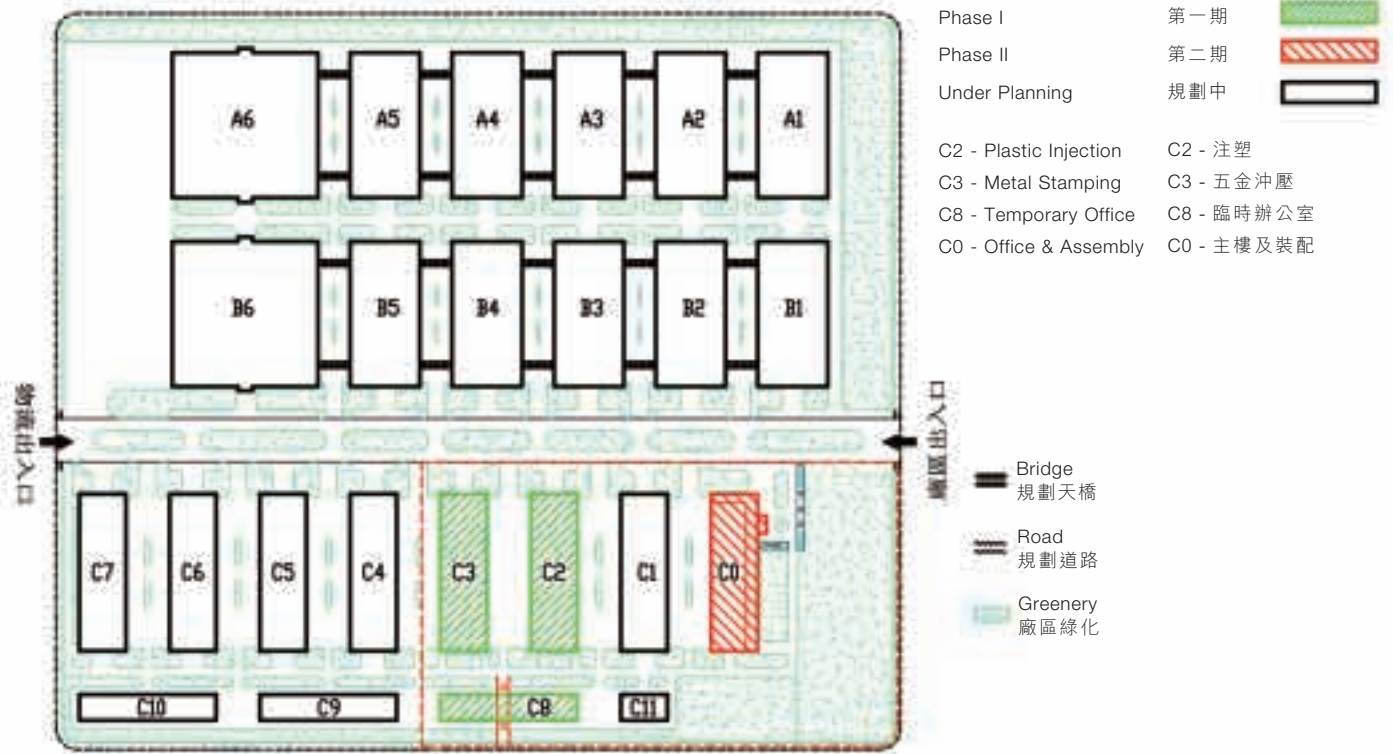 Phase I 第一期
Phase II 第二期
Under Planning 規劃中
C2 - Plastic Injection C2 - 注塑
C3 - Metal Stamping C3 - 五金沖壓
C8 - Temporary Office C8 - 臨時辦公室
C0 - Office & Assembly C0 - 主樓及裝配
A6 A5 A4 A3 A2 A1
B6 B5 B4 B3 B2 B1
物流出入口
廠區出入口
Bridge
規劃天橋
Road
規劃道路
Greenery
廠區綠化
C7 C6 C5 C4 C3 C2 C1 C0
C10 C9 C8 C11